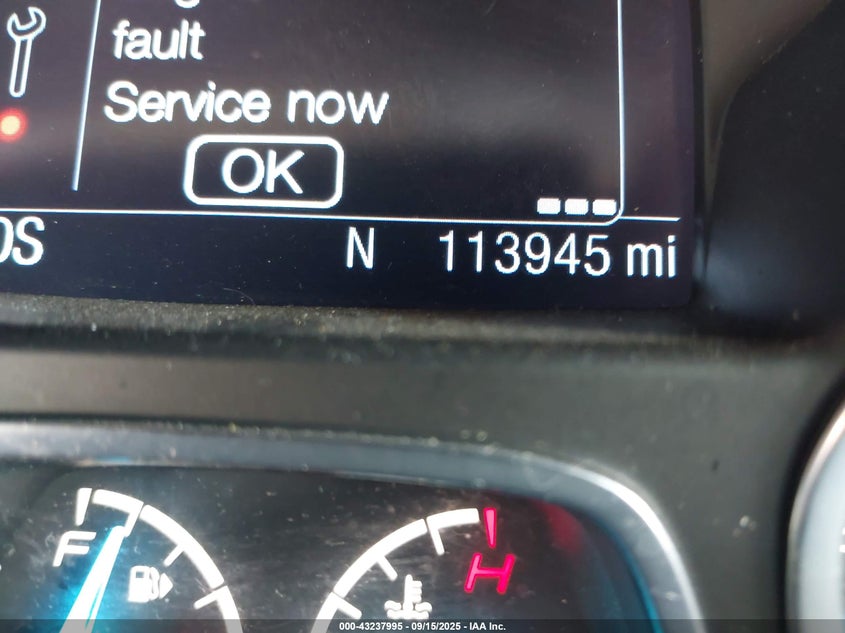 fault
Service now
OK
N 113945 mi
F
H
000-43237995 - 09/15/2025 - IAA Inc.